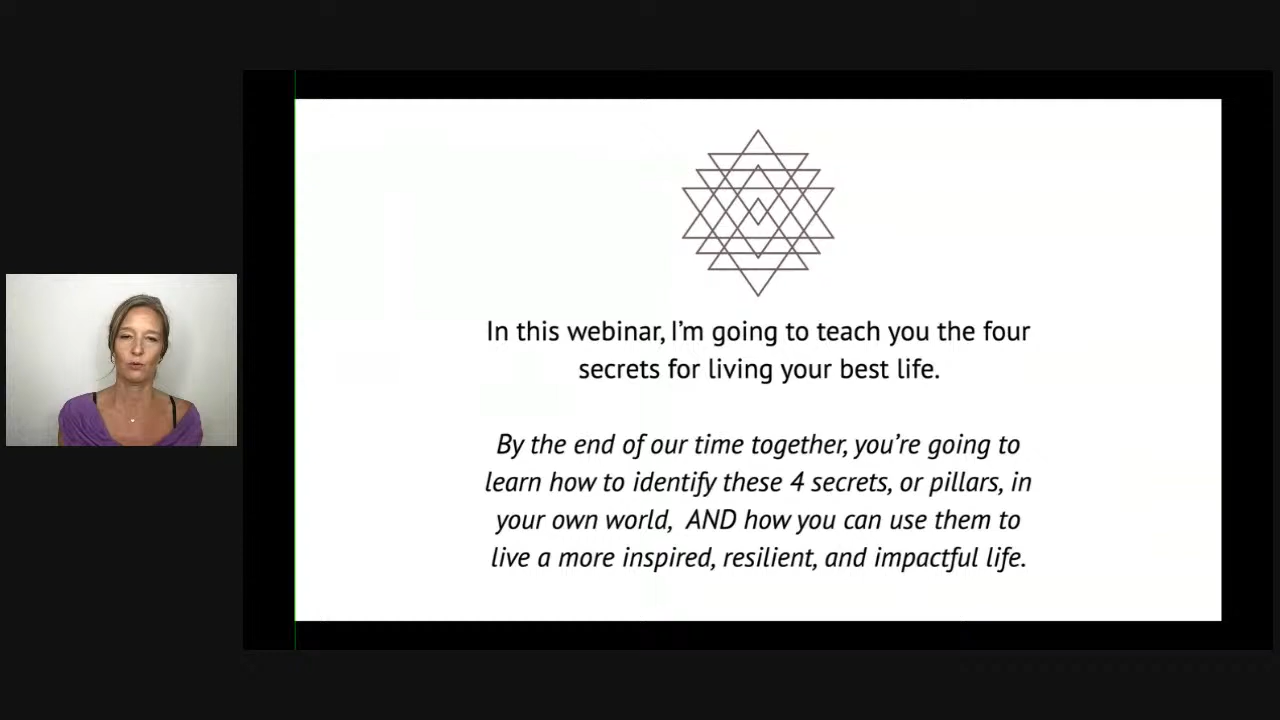 In this webinar, I'm going to teach you the four
secrets for living your best life.
By the end of our time together, you're going to
learn how to identify these 4 secrets, or pillars, in
your own world,  AND how you can use them to
live a more inspired, resilient, and impactful life.